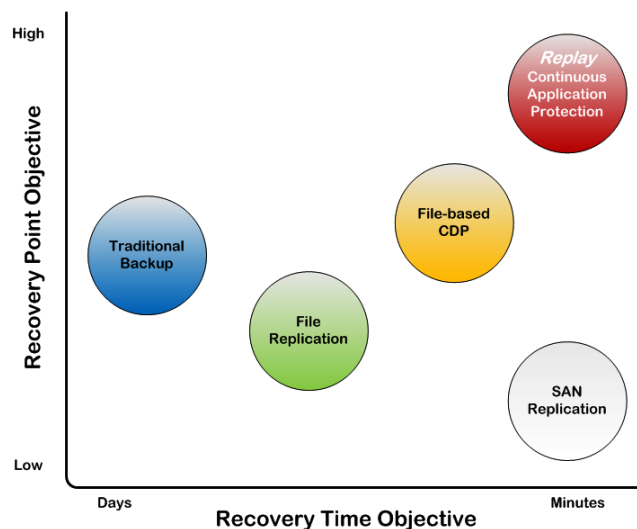 High
Recovery Point Objective
Low
Replay
Continuous
Application
Protection
File-based
CDP
Traditional
Backup
File
Replication
SAN
Replication
Days
Minutes
Recovery Time Objective